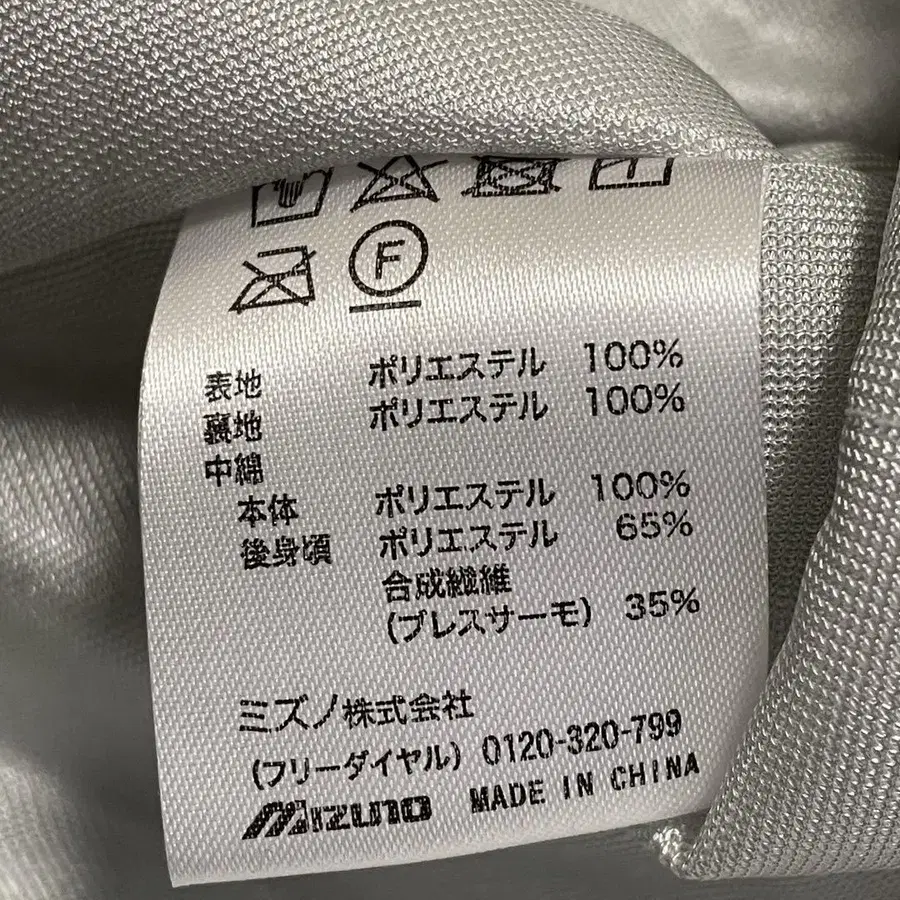 F
表地 ポリエステル 100%
裏地 ポリエステル 100%
中綿
本体 ポリエステル 100%
後身頃 ポリエステル 65%
合成繊維
(ブレスサーモ) 35%
ミズノ株式会社
(フリーダイヤル) 0120-320-799
MIZUNO MADE IN CHINA